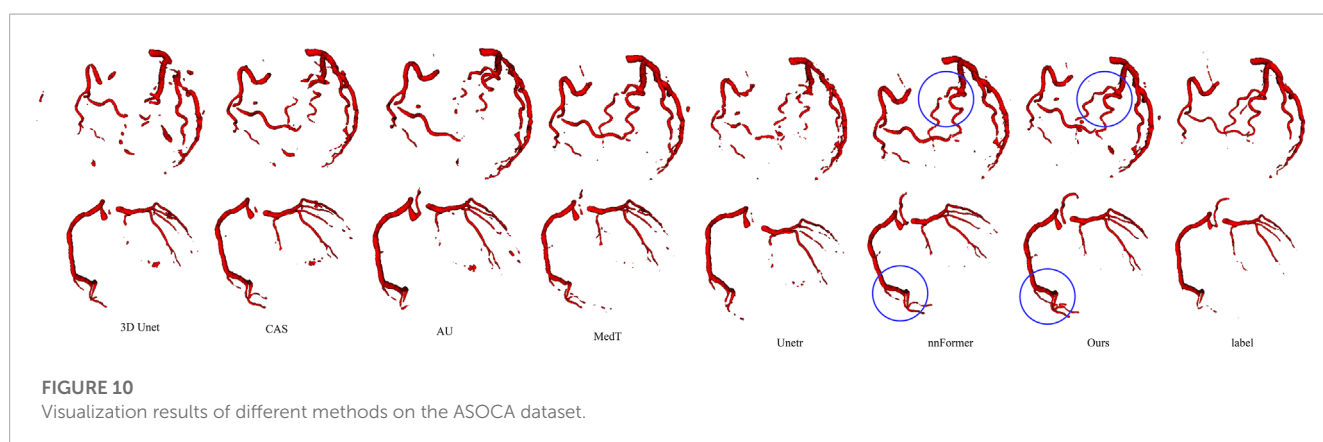 3D Unet
CAS
AU
MedT
Unetr
nnFormer
Ours
label
FIGURE 10
Visualization results of different methods on the ASOCA dataset.